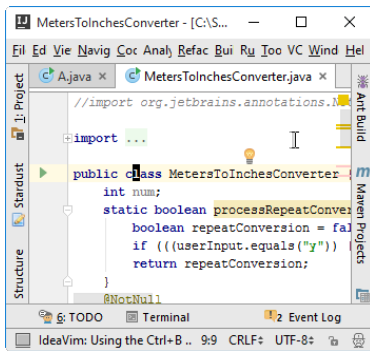 MetersToInchesConverter - [C:\S...
Fil Ed Vie Navig Coc Analy Refac Bui Ru Too VC Wind Hel
A.java × MetersToInchesConverter.java ×
1: Project
Stardust
Structure
//import org.jetbrains.annotations.N
import ...
public class MetersToInchesConverter
int num;
static boolean processRepeatConver
boolean repeatConversion = fal
if (((userInput.equals("y"))
return repeatConversion;
}
@NotNull
Ant Build
Maven Projects
6: TODO Terminal 2 Event Log
IdeaVim: Using the Ctrl+B .. 9:9 CRLF÷ UTF-8÷